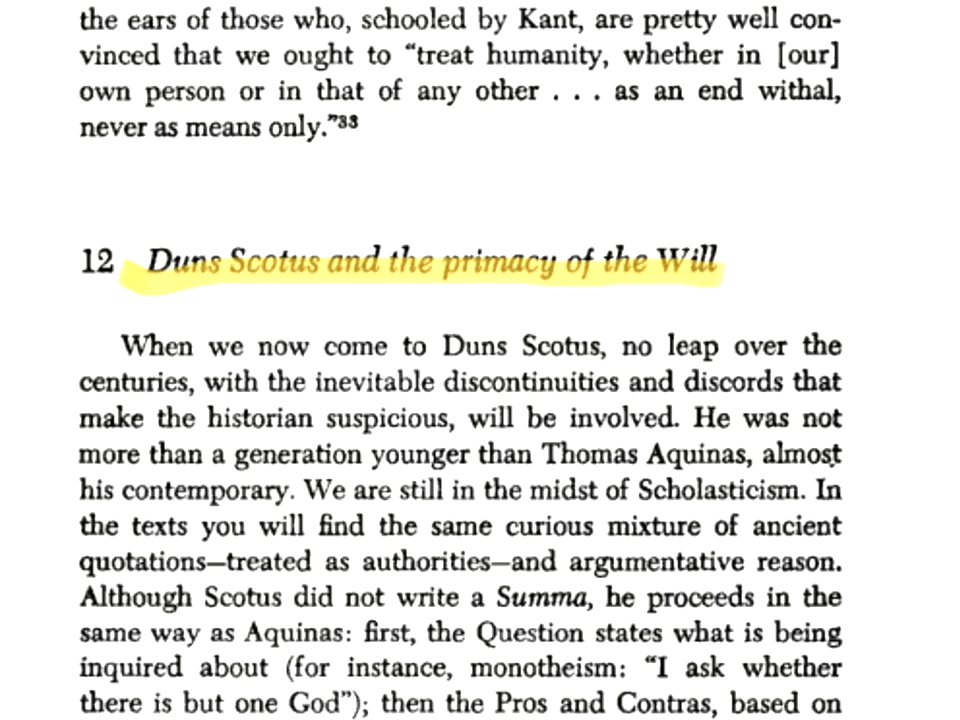 the ears of those who, schooled by Kant, are pretty well con-
vinced that we ought to “treat humanity, whether in [our]
own person or in that of any other . . . as an end withal,
never as means only.”33
12 Duns Scotus and the primacy of the Will
When we now come to Duns Scotus, no leap over the
centuries, with the inevitable discontinuities and discords that
make the historian suspicious, will be involved. He was not
more than a generation younger than Thomas Aquinas, almost
his contemporary. We are still in the midst of Scholasticism. In
the texts you will find the same curious mixture of ancient
quotations—treated as authorities—and argumentative reason.
Although Scotus did not write a Summa, he proceeds in the
same way as Aquinas: first, the Question states what is being
inquired about (for instance, monotheism: “I ask whether
there is but one God”); then the Pros and Contras, based on